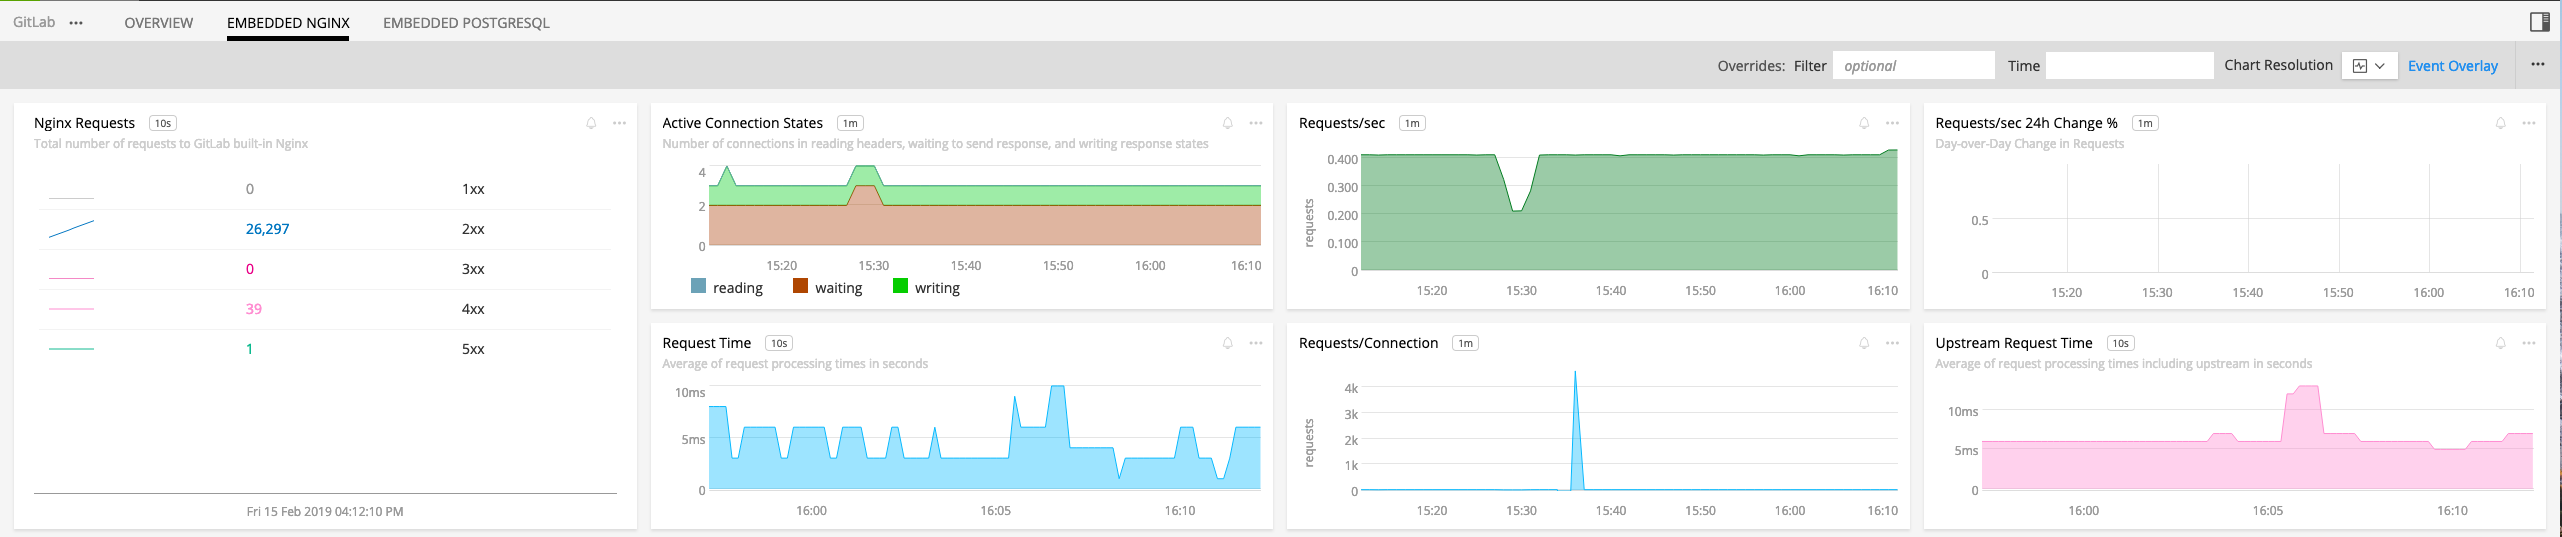 GitLab ••• OVERVIEW EMBEDDED NGINX EMBEDDED POSTGRESQL
Overrides: Filter optional Time Chart Resolution Event Overlay •••
Nginx Requests 10s
Total number of requests to GitLab built-in Nginx
0 1xx
26,297 2xx
0 3xx
39 4xx
1 5xx
Fri 15 Feb 2019 04:12:10 PM
Active Connection States 1m
Number of connections in reading headers, waiting to send response, and writing response states
4
2
0
15:20 15:30 15:40 15:50 16:00 16:10
reading waiting writing
Requests/sec 1m
requests
0.400
0.300
0.200
0.100
0
15:20 15:30 15:40 15:50 16:00 16:10
Requests/sec 24h Change % 1m
Day-over-Day Change in Requests
0.5
0
15:20 15:30 15:40 15:50 16:00 16:10
Request Time 10s
Average of request processing times in seconds
10ms
5ms
0
16:00 16:05 16:10
Requests/Connection 1m
requests
4k
3k
2k
1k
0
15:20 15:30 15:40 15:50 16:00 16:10
Upstream Request Time 10s
Average of request processing times including upstream in seconds
10ms
5ms
0
16:00 16:05 16:10